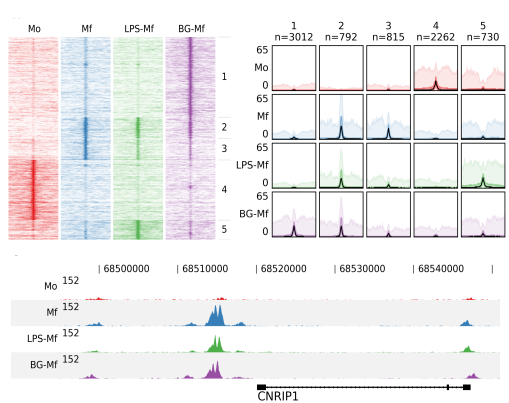 Mo Mf LPS-Mf BG-Mf
1
2
3
4
5
1 2 3 4 5
n=3012 n=792 n=815 n=2262 n=730
65
Mo
0
65
Mf
0
65
LPS-Mf
0
65
BG-Mf
0
| 68500000 | 68510000 | 68520000 | 68530000 | 68540000 |
Mo 152
Mf 152
LPS-Mf 152
BG-Mf 152
CNRIP1